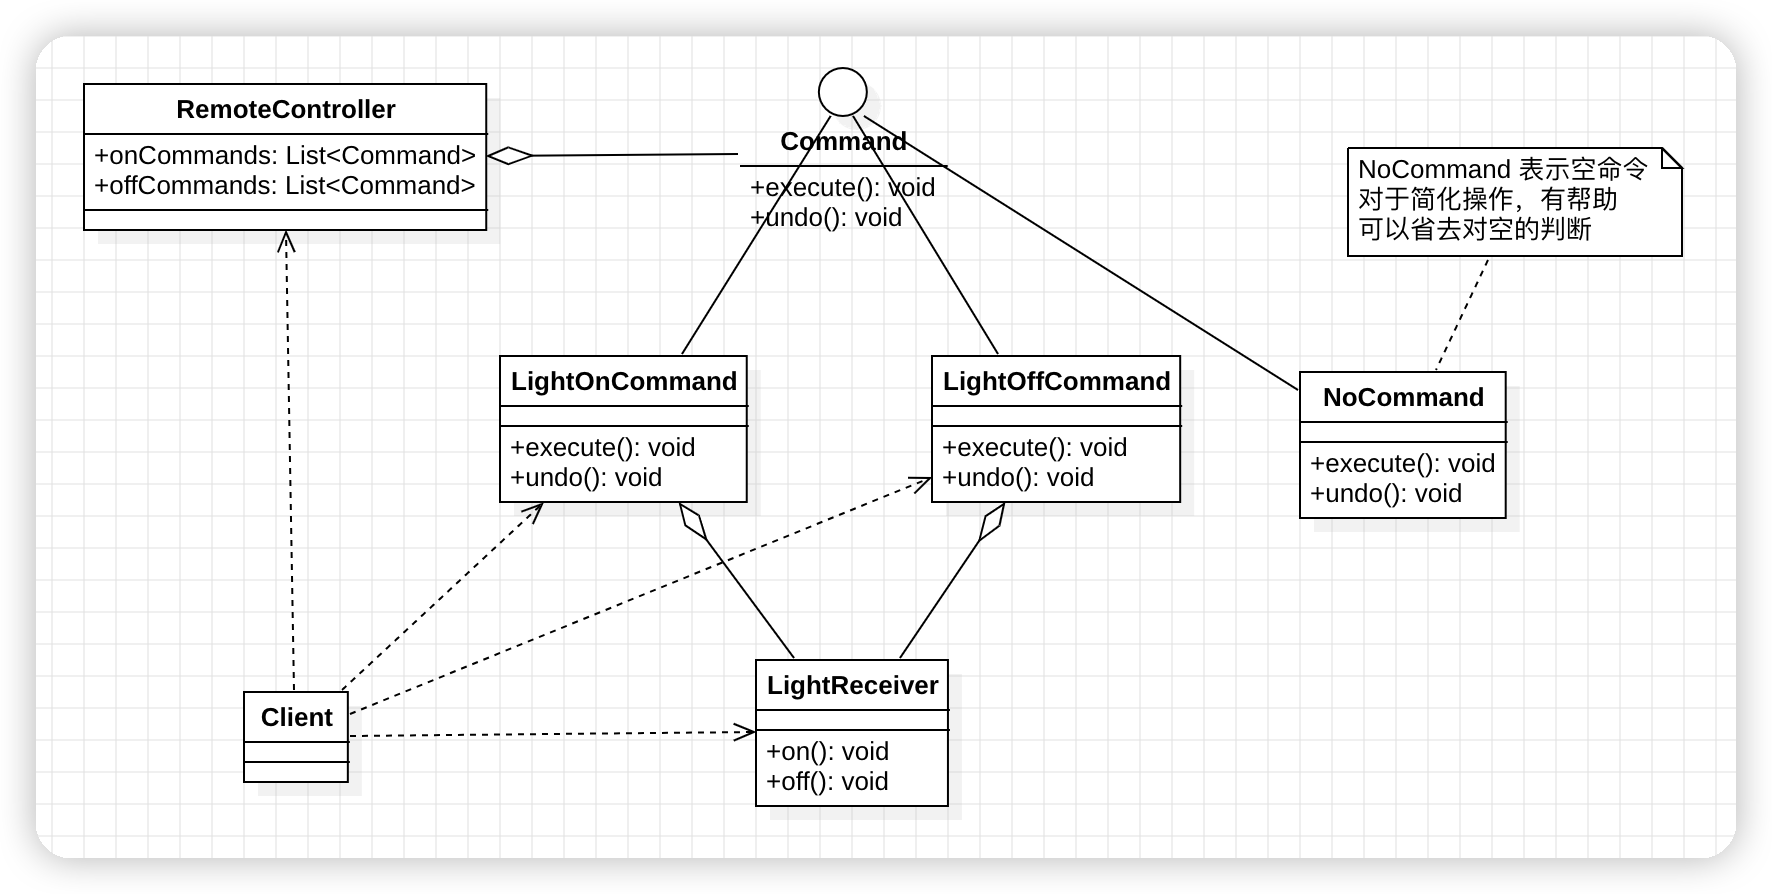 RemoteController
+onCommands: List<Command>
+offCommands: List<Command>
Command
+execute(): void
+undo(): void
NoCommand 表示空命令
对于简化操作，有帮助
可以省去对空的判断
LightOnCommand
+execute(): void
+undo(): void
LightOffCommand
+execute(): void
+undo(): void
NoCommand
+execute(): void
+undo(): void
Client
LightReceiver
+on(): void
+off(): void